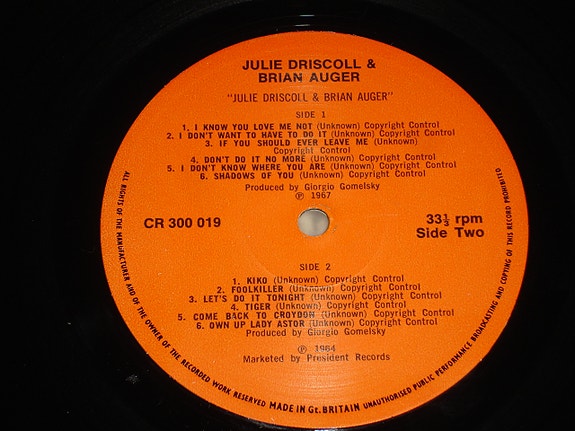 JULIE DRISCOLL &
BRIAN AUGER
"JULIE DRISCOLL & BRIAN AUGER"
SIDE 1
1. I KNOW YOU LOVE ME NOT (Unknown) Copyright Control
2. I DON'T WANT TO HAVE TO DO IT (Unknown) Copyright Control
3. IF YOU SHOULD EVER LEAVE ME (Unknown)
Copyright Control
4. DON'T DO IT NO MORE (Unknown) Copyright Control
5. I DON'T KNOW WHERE YOU ARE (Unknown) Copyright Control
6. SHADOWS OF YOU (Unknown) Copyright Control
Produced by Giorgio Gomelsky
℗ 1967
CR 300 019
33⅓ rpm
Side Two
SIDE 2
1. KIKO (Unknown) Copyright Control
2. FOOLKILLER (Unknown) Copyright Control
3. LET'S DO IT TONIGHT (Unknown) Copyright Control
4. TIGER (Unknown) Copyright Control
5. COME BACK TO CROYDON (Unknown) Copyright Control
6. OWN UP LADY ASTOR (Unknown) Copyright Control
Produced by Giorgio Gomelsky
℗ 1964
Marketed by President Records
ALL RIGHTS OF THE MANUFACTURER AND OF THE OWNER OF THE RECORDED WORK RESERVED MADE IN Gt. BRITAIN UNAUTHORISED PUBLIC PERFORMANCE BROADCASTING AND COPYING OF THIS RECORD PROHIBITED